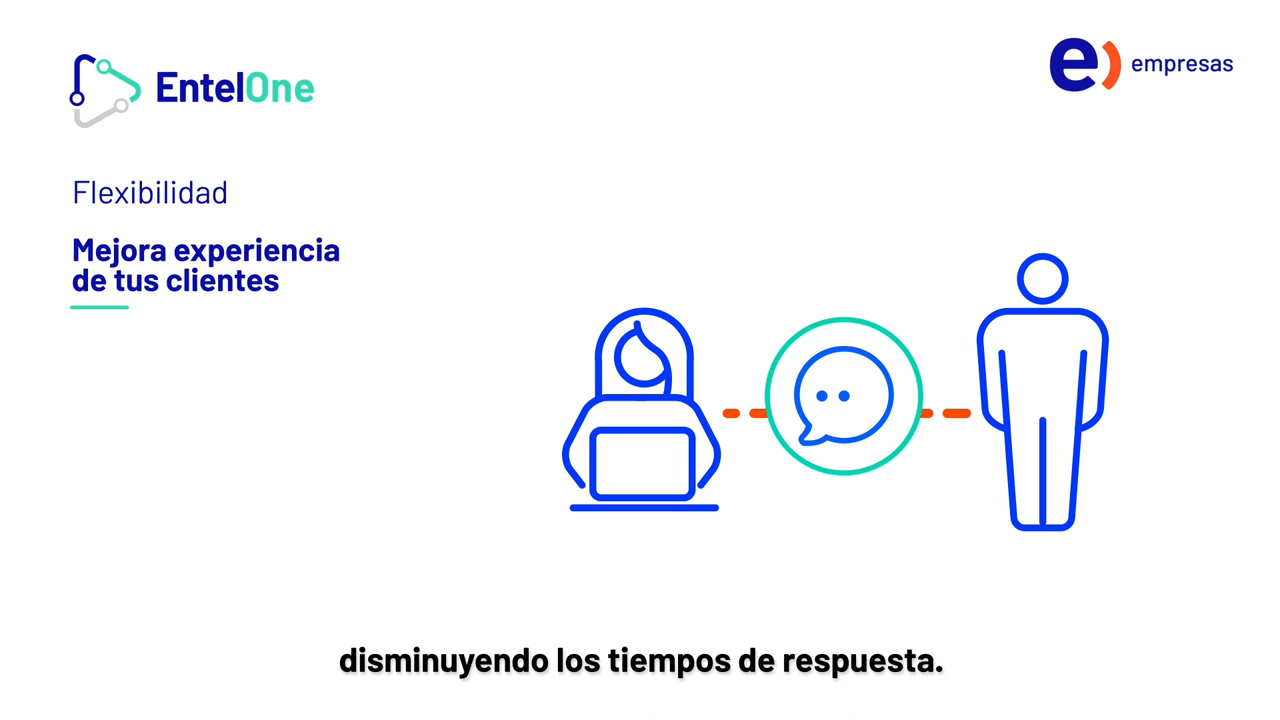 EntelOne
e) empresas
Flexibilidad
Mejora experiencia
de tus clientes
disminuyendo los tiempos de respuesta.